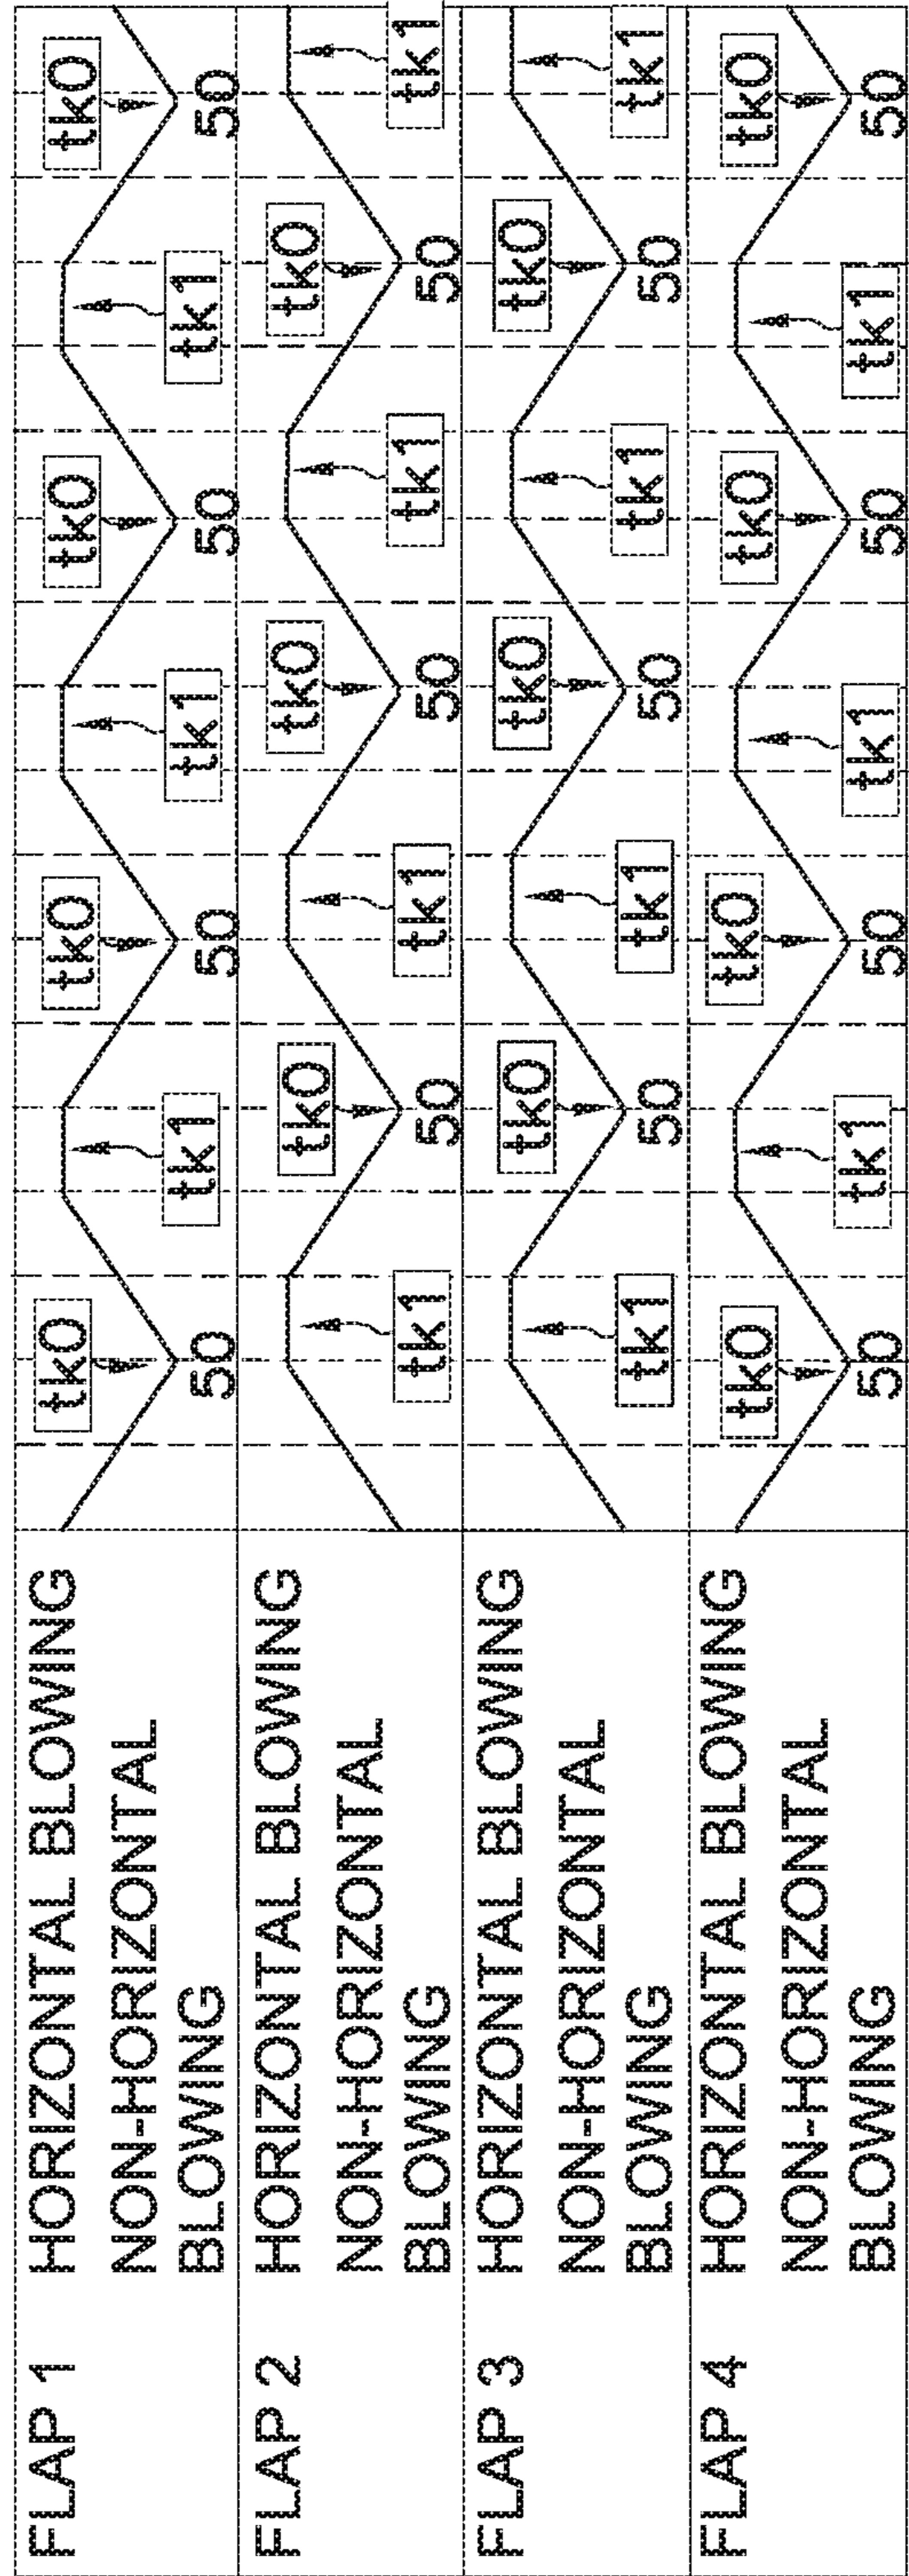 FLAP 1 HORIZONTAL BLOWING tk0 tk0 tk0 tk0
NON-HORIZONTAL tk1 tk1 tk1
BLOWING 50 50 50 50
FLAP 2 HORIZONTAL BLOWING tk0 tk0 tk0
NON-HORIZONTAL tk1 tk1 tk1 tk1
BLOWING 50 50 50
FLAP 3 HORIZONTAL BLOWING tk0 tk0 tk0
NON-HORIZONTAL tk1 tk1 tk1 tk1
BLOWING 50 50 50
FLAP 4 HORIZONTAL BLOWING tk0 tk0 tk0 tk0
NON-HORIZONTAL tk1 tk1 tk1
BLOWING 50 50 50 50